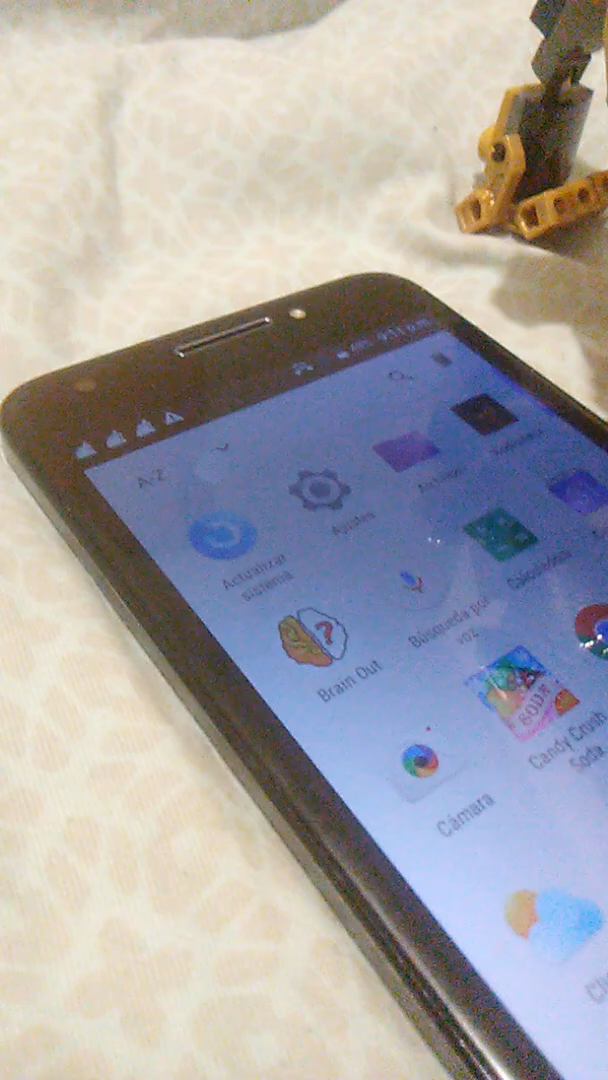 A-Z
Ajustes
Actualizar
sistema
Calculadora
Búsqueda por
voz
Brain Out
SODA
Candy Crush
Soda
Cámara